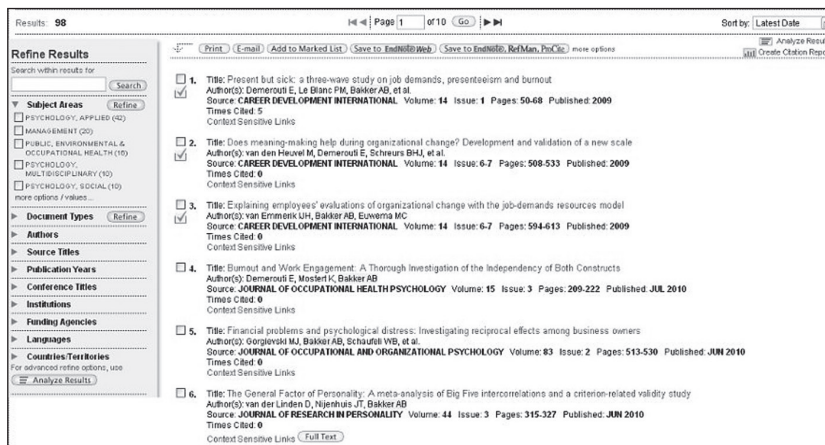 Results: 98
Page 1 of 10 Go
Sort by: Latest Date
Print E-mail Add to Marked List Save to EndNote Web Save to EndNote, RefMan, ProCite more options
Analyze Resul
Create Citation Repor
Refine Results
Search within results for
Search
Subject Areas Refine
PSYCHOLOGY, APPLIED (42)
MANAGEMENT (20)
PUBLIC, ENVIRONMENTAL &
OCCUPATIONAL HEALTH (16)
PSYCHOLOGY,
MULTIDISCIPLINARY (10)
PSYCHOLOGY, SOCIAL (10)
more options / values...
Document Types Refine
Authors
Source Titles
Publication Years
Conference Titles
Institutions
Funding Agencies
Languages
Countries/Territories
For advanced refine options, use
Analyze Results
1. Title: Present but sick: a three-wave study on job demands, presenteeism and burnout
Author(s): Demerouti E, Le Blanc PM, Bakker AB, et al.
Source: CAREER DEVELOPMENT INTERNATIONAL Volume: 14 Issue: 1 Pages: 50-68 Published: 2009
Times Cited: 5
Context Sensitive Links
2. Title: Does meaning-making help during organizational change? Development and validation of a new scale
Author(s): van den Heuvel M, Demerouti E, Schreurs BHJ, et al.
Source: CAREER DEVELOPMENT INTERNATIONAL Volume: 14 Issue: 6-7 Pages: 508-533 Published: 2009
Times Cited: 0
Context Sensitive Links
3. Title: Explaining employees' evaluations of organizational change with the job-demands resources model
Author(s): van Emmerik IJH, Bakker AB, Euwema MC
Source: CAREER DEVELOPMENT INTERNATIONAL Volume: 14 Issue: 6-7 Pages: 594-613 Published: 2009
Times Cited: 0
Context Sensitive Links
4. Title: Burnout and Work Engagement: A Thorough Investigation of the Independency of Both Constructs
Author(s): Demerouti E, Mostert K, Bakker AB
Source: JOURNAL OF OCCUPATIONAL HEALTH PSYCHOLOGY Volume: 15 Issue: 3 Pages: 209-222 Published: JUL 2010
Times Cited: 0
Context Sensitive Links
5. Title: Financial problems and psychological distress: Investigating reciprocal effects among business owners
Author(s): Gorgievski MJ, Bakker AB, Schaufeli WB, et al.
Source: JOURNAL OF OCCUPATIONAL AND ORGANIZATIONAL PSYCHOLOGY Volume: 83 Issue: 2 Pages: 513-530 Published: JUN 2010
Times Cited: 0
Context Sensitive Links
6. Title: The General Factor of Personality: A meta-analysis of Big Five intercorrelations and a criterion-related validity study
Author(s): van der Linden D, Nijenhuis JT, Bakker AB
Source: JOURNAL OF RESEARCH IN PERSONALITY Volume: 44 Issue: 3 Pages: 315-327 Published: JUN 2010
Times Cited: 0
Context Sensitive Links Full Text